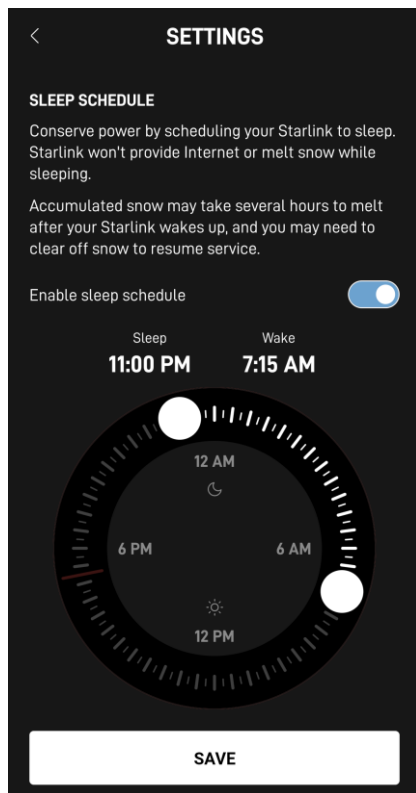 SETTINGS
SLEEP SCHEDULE
Conserve power by scheduling your Starlink to sleep.
Starlink won't provide Internet or melt snow while
sleeping.
Accumulated snow may take several hours to melt
after your Starlink wakes up, and you may need to
clear off snow to resume service.
Enable sleep schedule
Sleep Wake
11:00 PM 7:15 AM
12 AM
6 PM 6 AM
12 PM
SAVE